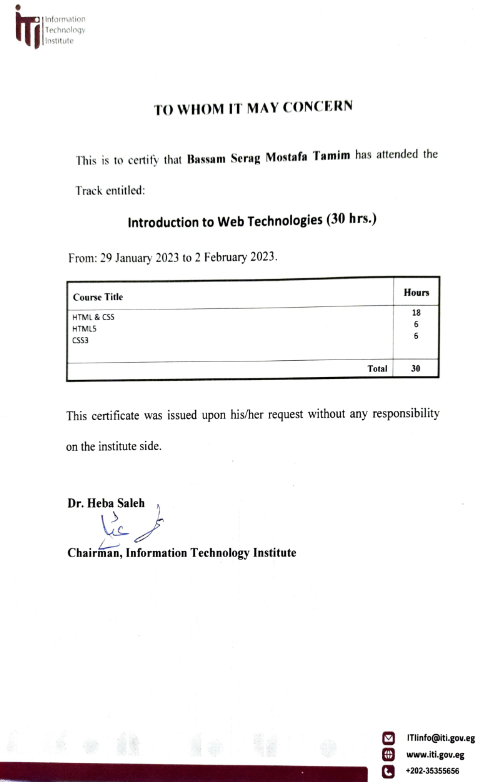 iTi
Information
Technology
Institute
TO WHOM IT MAY CONCERN
This is to certify that Bassam Serag Mostafa Tamim has attended the
Track entitled:
Introduction to Web Technologies (30 hrs.)
From: 29 January 2023 to 2 February 2023.
Course Title Hours
HTML & CSS 18
HTML5 6
CSS3 6
Total 30
This certificate was issued upon his/her request without any responsibility
on the institute side.
Dr. Heba Saleh
Chairman, Information Technology Institute
ITIinfo@iti.gov.eg
www.iti.gov.eg
+202-35355656